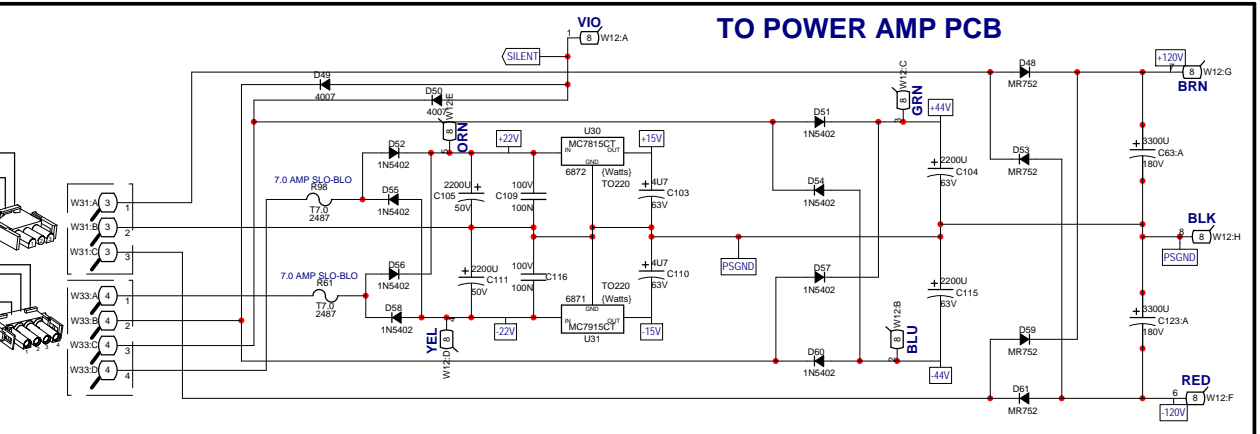 TO POWER AMP PCB
VIO
1
8
W12:A
SILENT
D49
4007
D50
4007
W12:E
8
5
ORN
W12:C
8
3
GRN
+44V
D48
MR752
+120V
7
8
W12:G
BRN
D51
1N5402
D52
1N5402
+22V
U30
MC7815CT
IN
OUT
GND
6872
{Watts}
TO220
+15V
D53
MR752
3300U
C63:A
180V
7.0 AMP SLO-BLO
R98
T7.0
2487
D55
1N5402
2200U
C105
50V
100V
C109
100N
4U7
C103
63V
D54
1N5402
2200U
C104
63V
W31:A
3
1
W31:B
3
2
W31:C
3
3
BLK
8
8
W12:H
PSGND
PSGND
7.0 AMP SLO-BLO
R61
T7.0
2487
D56
1N5402
2200U
C111
50V
100V
C116
100N
4U7
C110
63V
TO220
{Watts}
6871
GND
IN
OUT
MC7915CT
U31
-15V
D57
1N5402
2200U
C115
63V
3300U
C123:A
180V
W33:A
4
1
W33:B
4
2
W33:C
4
3
W33:D
4
4
D58
1N5402
YEL
W12:D
8
4
-22V
D60
1N5402
W12:B
8
2
BLU
-44V
D59
MR752
D61
MR752
RED
6
8
W12:F
-120V
1 2 3 4